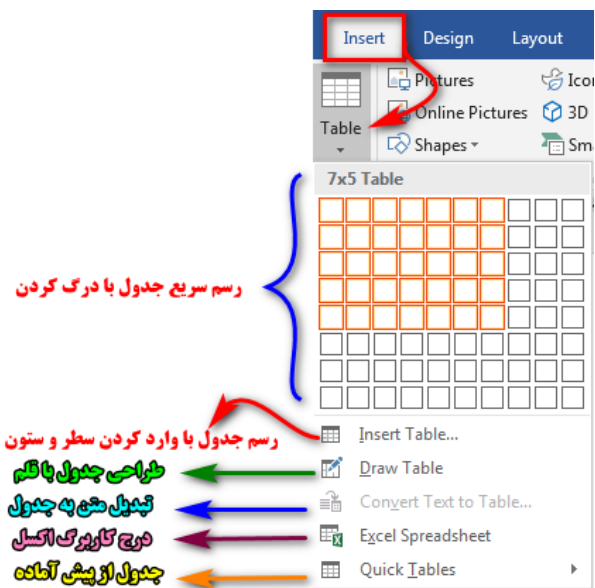 Insert Design Layout
Pictures Ico
Online Pictures 3D
Table Shapes Sm
7x5 Table
رسم سریع جدول با درگ کردن
رسم جدول با وارد کردن سطر و ستون Insert Table...
طراحی جدول با قلم Draw Table
تبدیل متن به جدول Convert Text to Table...
درج کاربرگ اکسل Excel Spreadsheet
جدول از پیش آماده Quick Tables